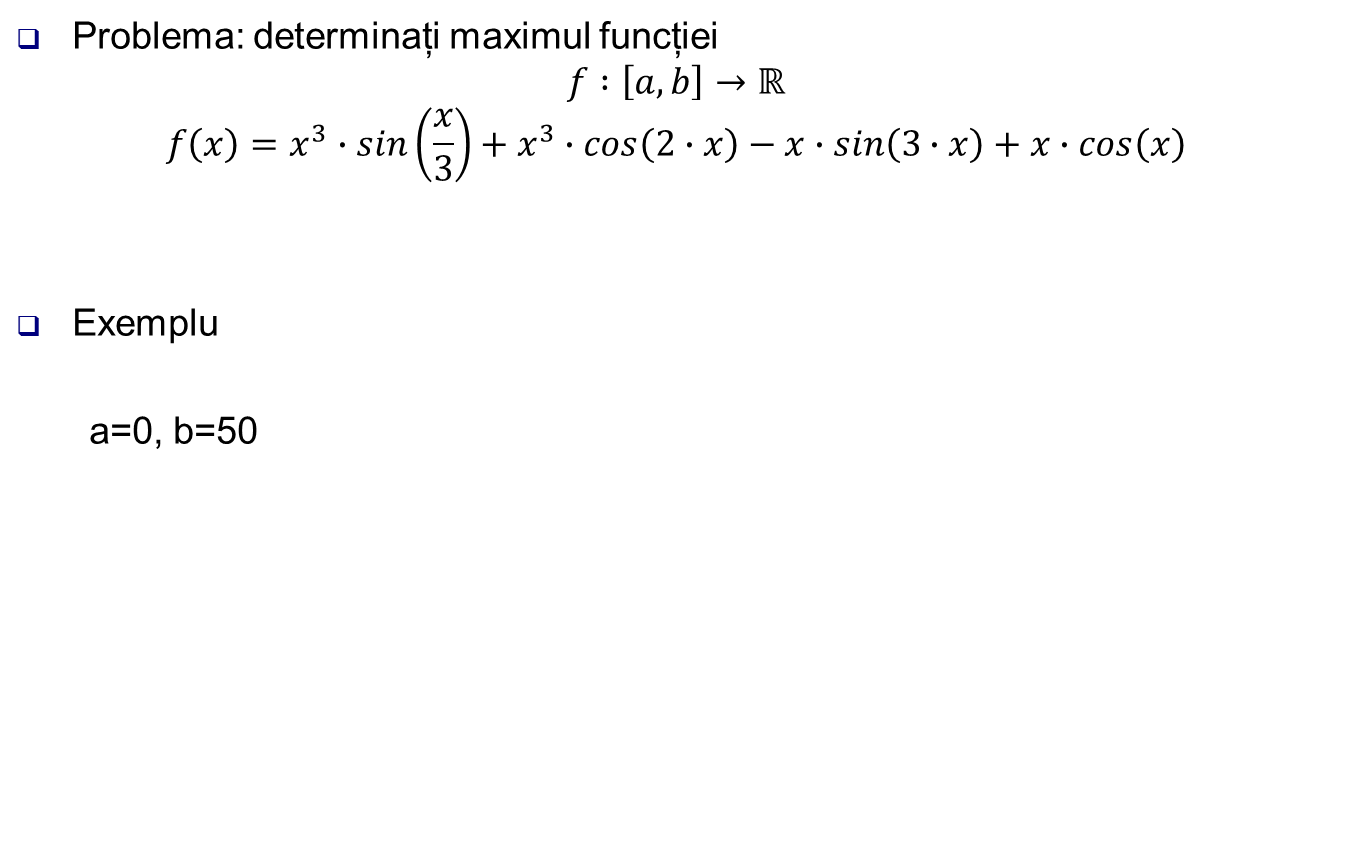 Problema: determinați maximul funcției
f : [a, b] → ℝ
f(x) = x³ · sin(x/3) + x³ · cos(2 · x) − x · sin(3 · x) + x · cos(x)
Exemplu
a=0, b=50